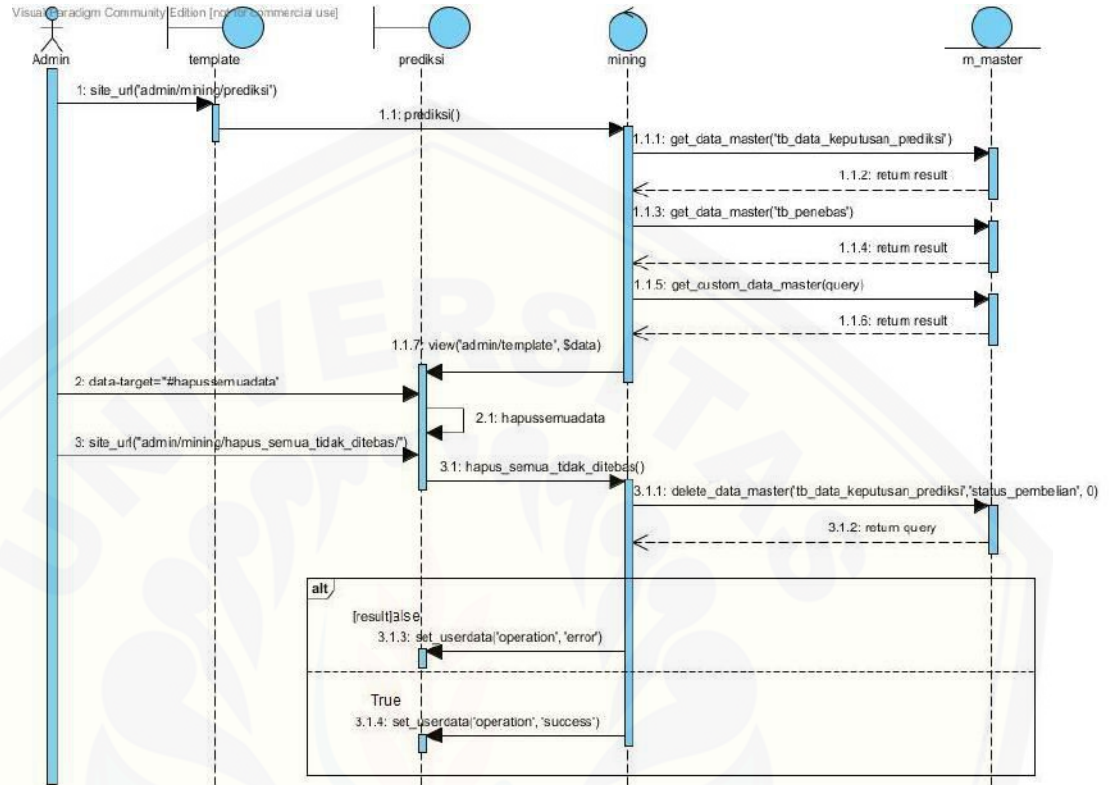 Visual Paradigm Community Edition [not for commercial use]
Admin
template
prediksi
mining
m_master
1: site_url("admin/mining/prediksi")
1.1: prediksi()
1.1.1: get_data_master("tb_data_keputusan_prediksi")
1.1.2: return result
1.1.3: get_data_master("tb_penebas")
1.1.4: return result
1.1.5: get_custom_data_master(query)
1.1.6: return result
1.1.7: view("admin/template", $data)
2: data-target="#hapussemuadata"
2.1: hapussemuadata
3: site_url("admin/mining/hapus_semua_tidak_ditebas/")
3.1: hapus_semua_tidak_ditebas()
3.1.1: delete_data_master('tb_data_keputusan_prediksi','status_pembelian', 0)
3.1.2: return query
alt
[result]
3.1.3: set_userdata('operation', 'error')
True
3.1.4: set_userdata('operation', 'success')
UNIVERSITAS